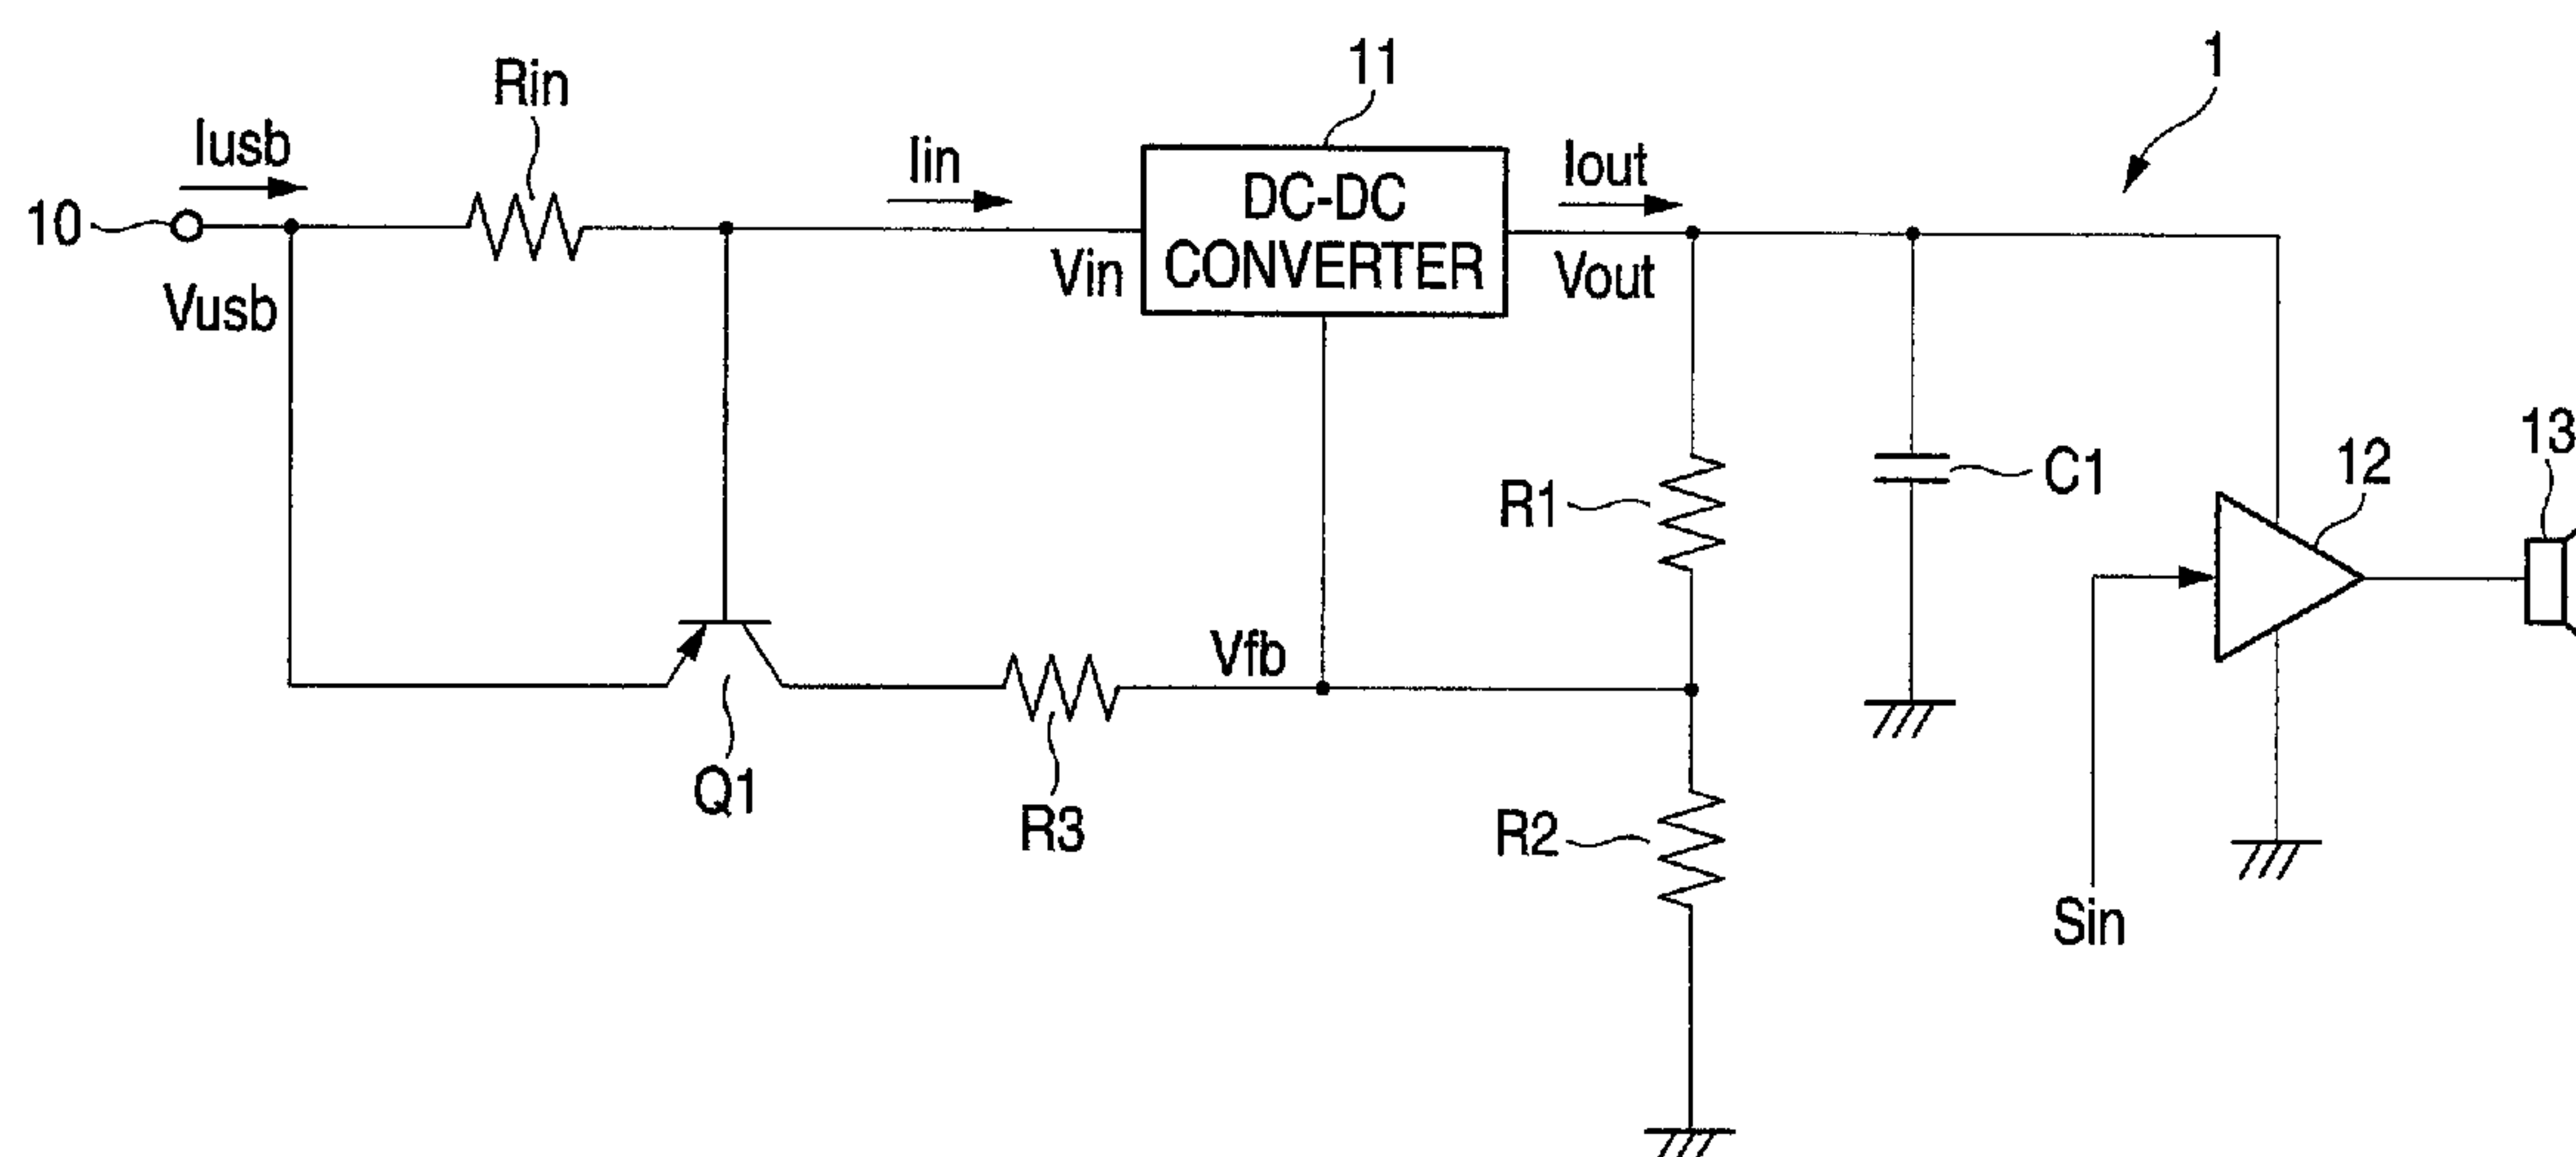 11
1
Rin
Iusb
Iin
Iout
10
DC-DC
CONVERTER
Vin
Vout
Vusb
13
12
C1
R1
Vfb
Q1
R3
R2
Sin